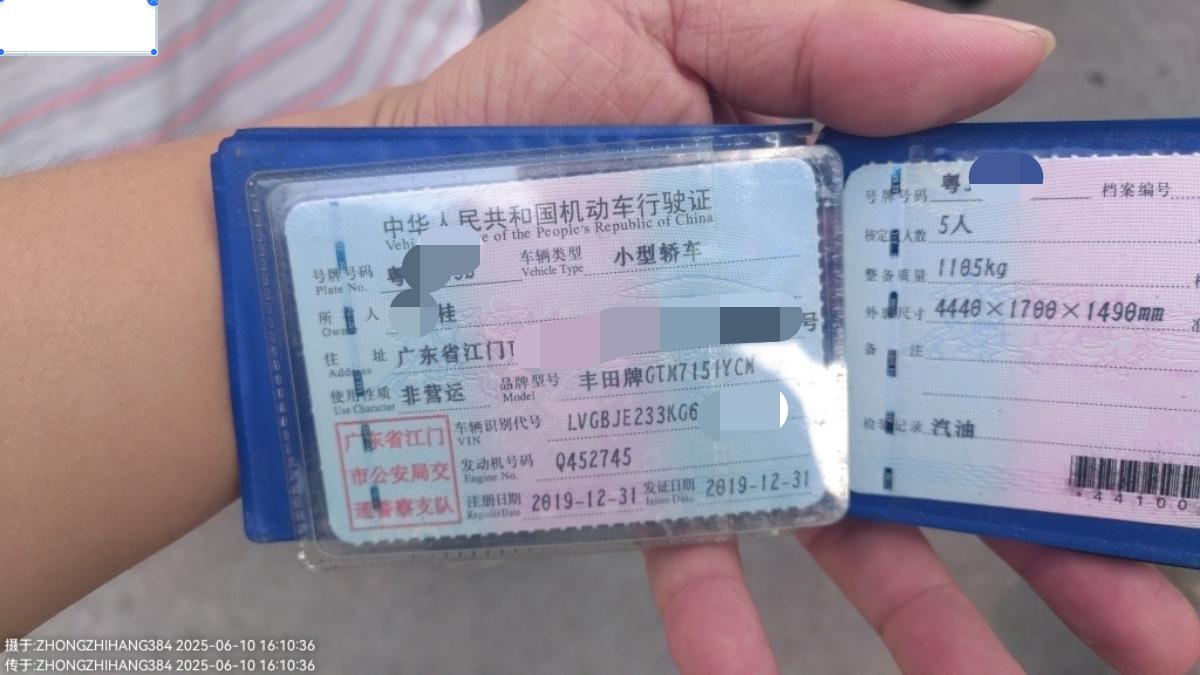 中华人民共和国机动车行驶证
Vehi e of the People's Republic of China
号牌号码 粤
Plate No.
车辆类型 小型轿车
Vehicle Type
所 人 桂
Owne
住 址 广东省江门 号
Address
使用性质 非营运
Use Character
品牌型号 丰田牌GTM7151YCM
Model
广东省江门
市公安局交
通警察支队
车辆识别代号 LVGBJE233KG6
VIN
发动机号码 Q452745
Engine No.
注册日期 2019-12-31
Register Date
发证日期 2019-12-31
Issue Date
号牌号码 粤
档案编号
核定 人数 5人
整备质量 1105kg
外廓尺寸 4440×1700×1490mm
备 注
检验记录 汽油
*44100
摄于:ZHONGZHIHANG384 2025-06-10 16:10:36
传于:ZHONGZHIHANG384 2025-06-10 16:10:36